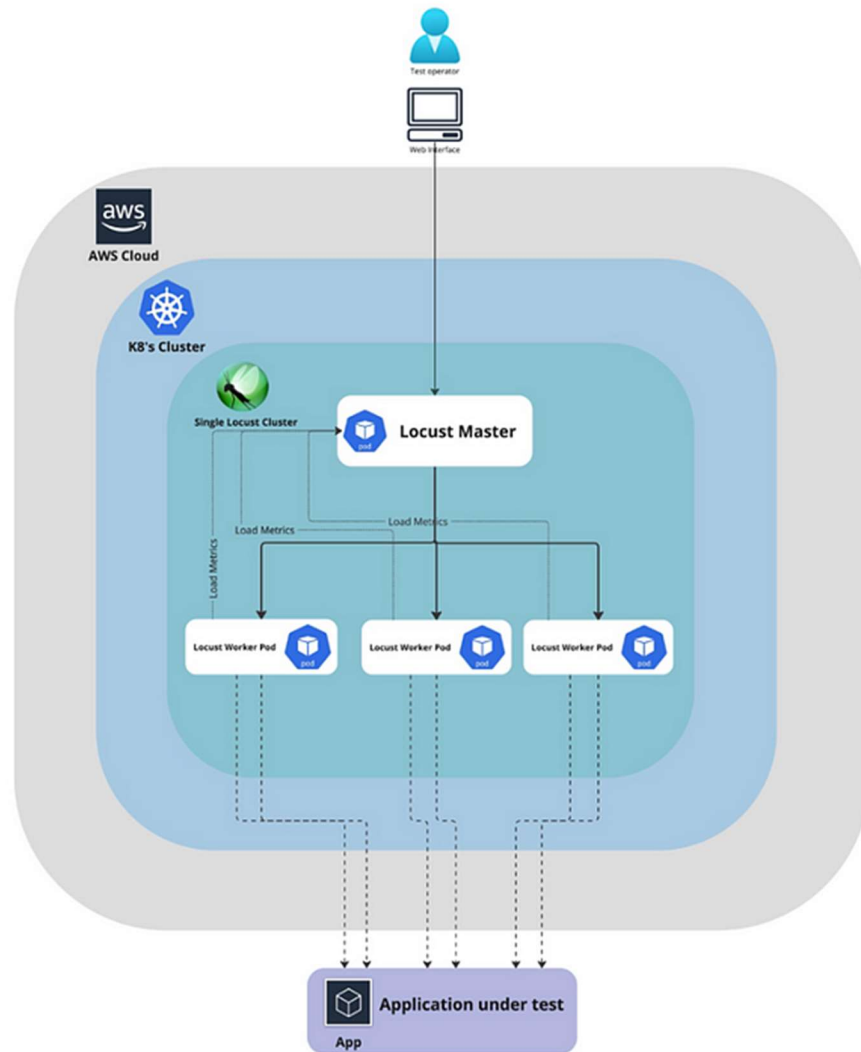 Test operator
Web Interface
aws
AWS Cloud
K8's Cluster
Single Locust Cluster
pod
Locust Master
Load Metrics
Load Metrics
Load Metrics
Locust Worker Pod
pod
Locust Worker Pod
pod
Locust Worker Pod
pod
Application under test
App